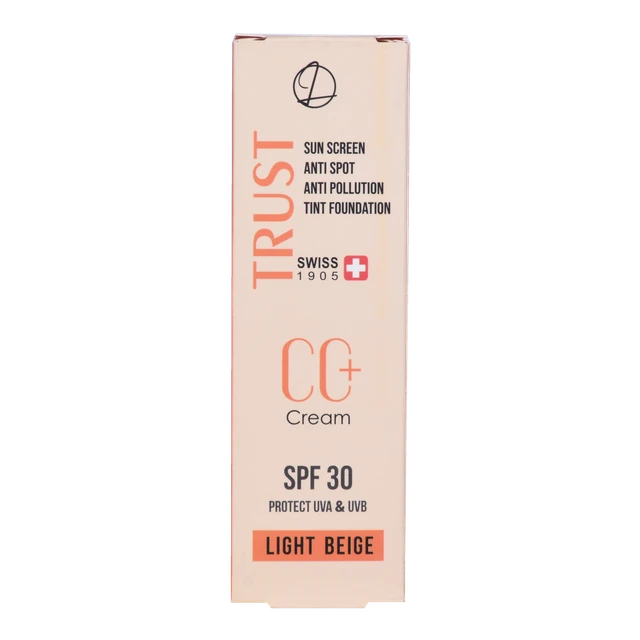 TRUST
SUN SCREEN
ANTI SPOT
ANTI POLLUTION
TINT FOUNDATION
SWISS
1905
CC+
Cream
SPF 30
PROTECT UVA & UVB
LIGHT BEIGE